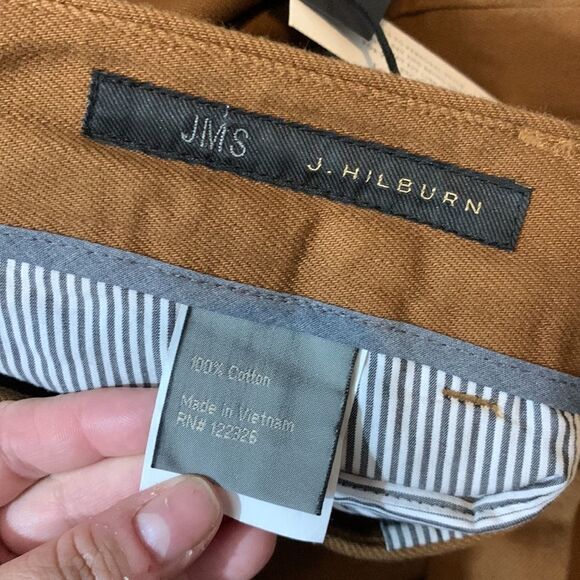 JMS J. HILBURN
100% Cotton
Made in Vietnam
RN# 122326